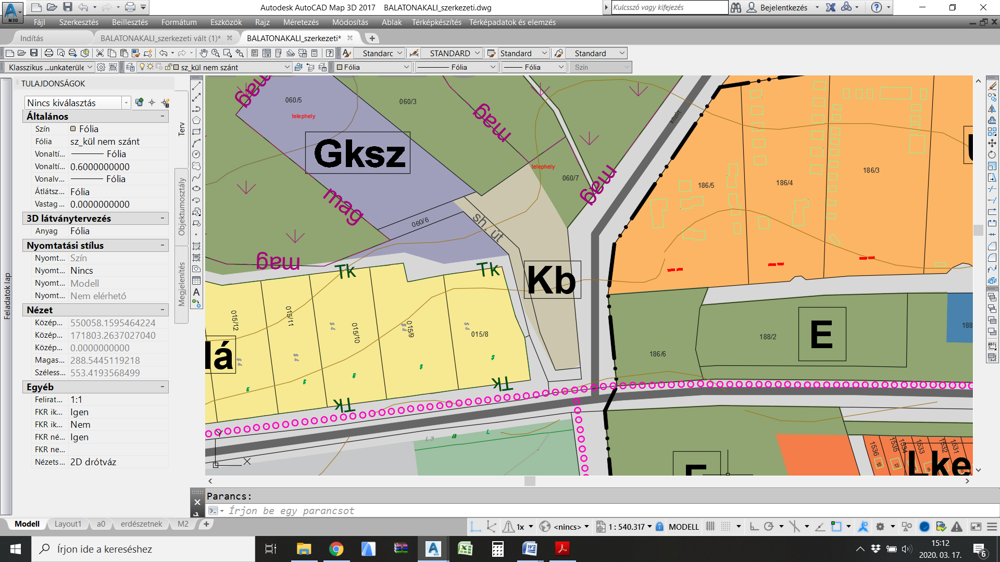 Autodesk AutoCAD Map 3D 2017    BALATONAKALI_szerkezeti.dwg
Kulcsszó vagy kifejezés
Bejelentkezés
M3D
Fájl Szerkesztés Beillesztés Formátum Eszközök Rajz Méretezés Módosítás Ablak Térképkészítés Térképadatok és elemzés
Indítás
BALATONAKALI_szerkezeti vált (1)*
BALATONAKALI_szerkezeti*
Standarc STANDARD Standard Standard
Klasszikus ...unkaterüle
sz_kül nem szánt
Fólia Fólia Fólia Szín
TULAJDONSÁGOK
Nincs kiválasztás
Általános
Szín Fólia
Fólia sz_kül nem szánt
Vonaltí... Fólia
Vonaltí... 0.6000000000
Vonalv... Fólia
Átlátsz... Fólia
Vastag ... 0.0000000000
3D látványtervezés
Anyag Fólia
Nyomtatási stílus
Nyomt... Szín
Nyomt... Nincs
Nyomt... Modell
Nyomt... Nem elérhető
Nézet
Közép... 550058.1595464224
Közép... 171803.2637027040
Közép... 0.0000000000
Magas... 288.5445119218
Széless... 553.4193568499
Egyéb
Felirat... 1:1
FKR ik... Igen
FKR ik... Nem
FKR né... Igen
FKR ne...
Nézets... 2D drótváz
Terv
Objektumosztály
Megjelenítés
Feladatok lap
mag
060/5
telephely
060/3
mag
közút
Gksz
telephely
060/7
mag
186/5
186/4
186/3
mag
060/6
sh. út
mag
Tk
Tk
Kb
015/12
015/11
015/10
015/9
015/8
lá
186/6
188/2
E
188
Tk
Tk
Y
X
L3
a
L
E
1536
1535
1534
1533
1532
1531
15
13
9
5
Lke
Parancs:
Írjon be egy parancsot
Modell Layout1 a0 erdészetnek M2
1x
<nincs>
1 : 540.317
MODELL
Írjon ide a kereséshez
15:12
2020. 03. 17.
6